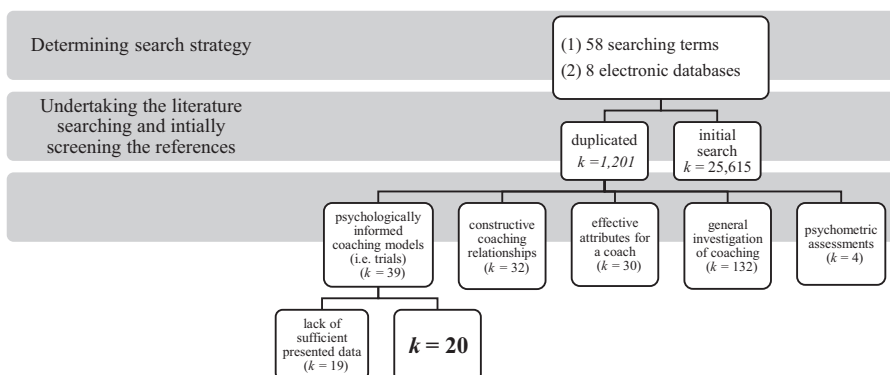 Determining search strategy
(1) 58 searching terms
(2) 8 electronic databases
Undertaking the literature
searching and intially
screening the references
duplicated
k =1,201
initial
search
k = 25,615
psychologically
informed
coaching models
(i.e. trials)
(k = 39)
constructive
coaching
relationships
(k = 32)
effective
attributes for
a coach
(k = 30)
general
investigation
of coaching
(k = 132)
psychometric
assessments
(k = 4)
lack of
sufficient
presented data
(k = 19)
k = 20